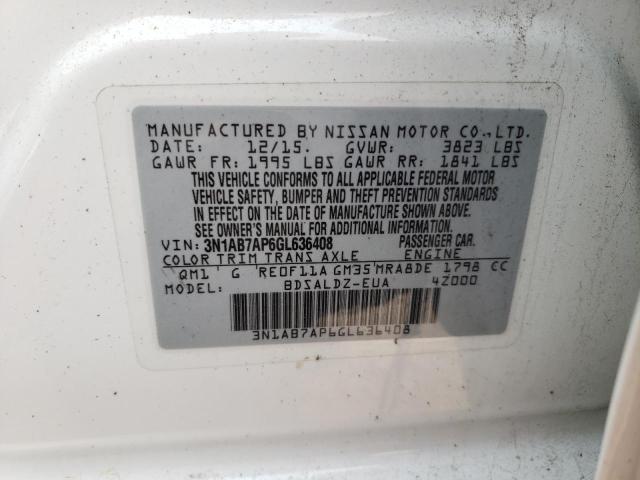 MANUFACTURED BY NISSAN MOTOR CO.,LTD.
DATE: 12/15. GVWR: 3823 LBS
GAWR FR: 1995 LBS GAWR RR: 1841 LBS
THIS VEHICLE CONFORMS TO ALL APPLICABLE FEDERAL MOTOR
VEHICLE SAFETY, BUMPER AND THEFT PREVENTION STANDARDS
IN EFFECT ON THE DATE OF MANUFACTURE SHOWN ABOVE.
SEE OWNER'S MANUAL FOR ADDITIONAL INFORMATION.
VIN: 3N1AB7AP6GL636408 PASSENGER CAR.
COLOR TRIM TRANS AXLE ENGINE
QM1 G RE0F11A GM35 MRA8DE 1798 CC
MODEL: BDSALDZ-EUA 4Z000
3N1AB7AP6GL636408